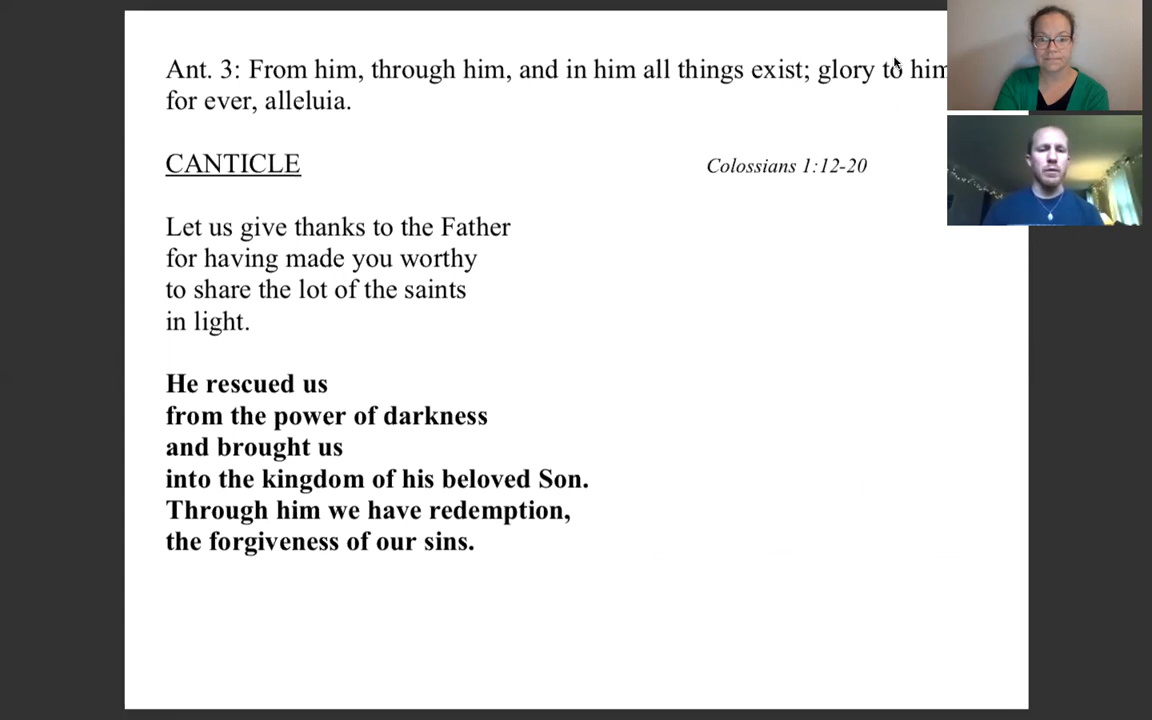 Ant. 3: From him, through him, and in him all things exist; glory to him
for ever, alleluia.
CANTICLE
Colossians 1:12-20
Let us give thanks to the Father
for having made you worthy
to share the lot of the saints
in light.
He rescued us
from the power of darkness
and brought us
into the kingdom of his beloved Son.
Through him we have redemption,
the forgiveness of our sins.